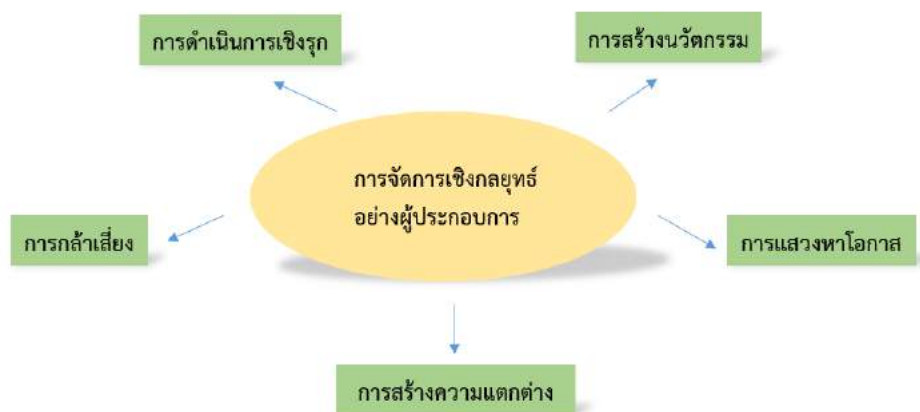 การดำเนินการเชิงรุก
การสร้างนวัตกรรม
การจัดการเชิงกลยุทธ์
อย่างผู้ประกอบการ
การกล้าเสี่ยง
การแสวงหาโอกาส
การสร้างความแตกต่าง